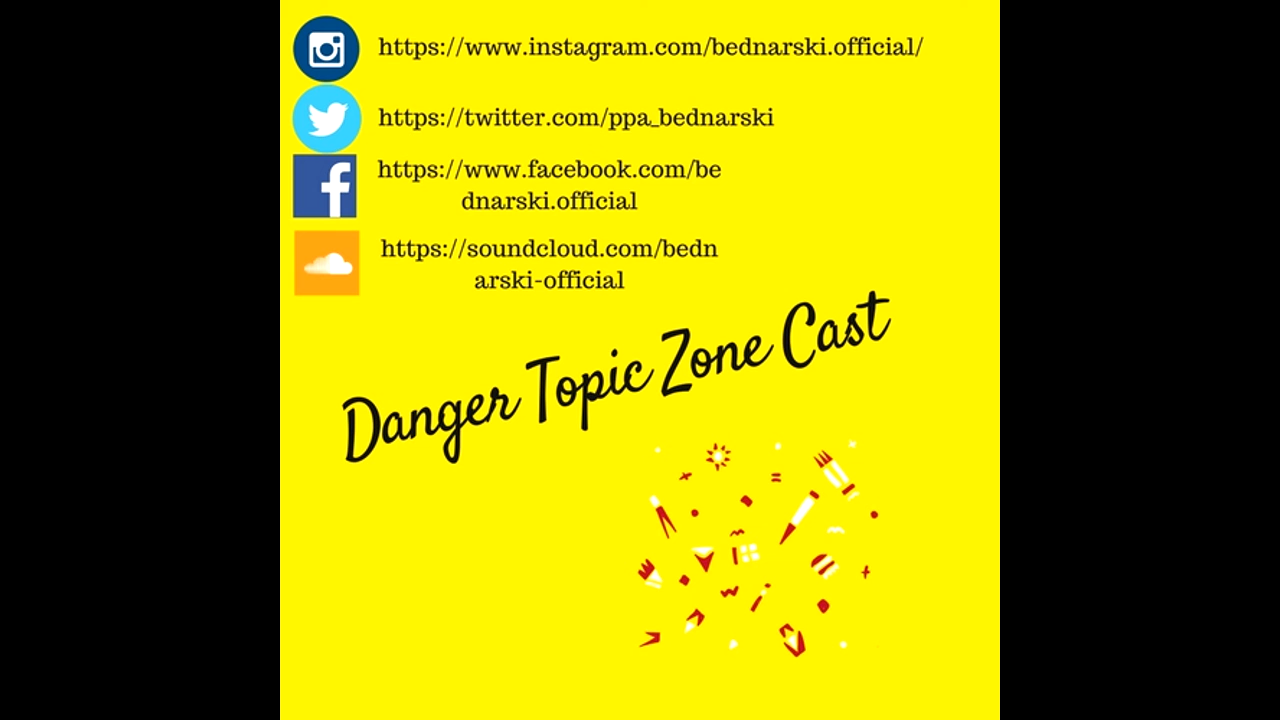 https://www.instagram.com/bednarski.official/
https://twitter.com/ppa_bednarski
https://www.facebook.com/be
dnarski.official
https://soundcloud.com/bedn
arski-official
Danger Topic Zone Cast